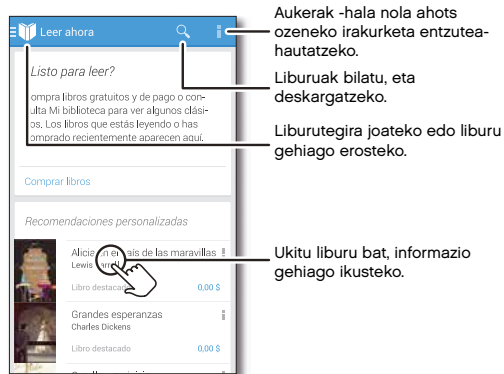 Leer ahora
Listo para leer?
ompra libros gratuitos y de pago o con-
ulta Mi biblioteca para ver algunos clási-
os. Los libros que estás leyendo o has
omprado recientemente aparecen aquí.
Comprar libros
Recomendaciones personalizadas
Alicia en el país de las maravillas
Lewis Carroll
Libro destacado 0,00 $
Grandes esperanzas
Charles Dickens
Libro destacado 0,00 $
Aukerak -hala nola ahots
ozeneko irakurketa entzutea-
hautatzeko.
Liburuak bilatu, eta
deskargatzeko.
Liburutegira joateko edo liburu
gehiago erosteko.
Ukitu liburu bat, informazio
gehiago ikusteko.